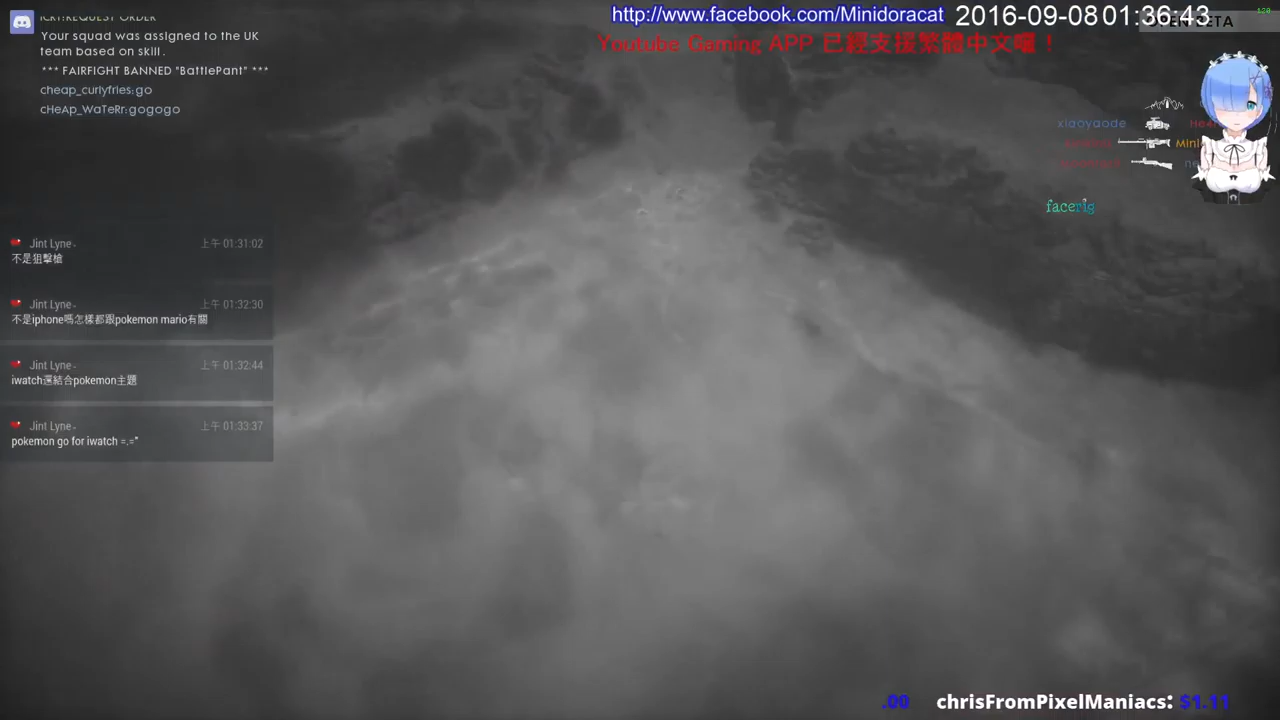 http://www.facebook.com/Minidoracat
2016-09-08 01:36:43
120
OPEN BETA
Youtube Gaming APP 已經支援繁體中文囉！
REQUEST ORDER
Your squad was assigned to the UK
team based on skill.
*** FAIRFIGHT BANNED "BattlePant" ***
cheap_curlyfries:go
cHeAp_WaTeRr:gogogo
xiaoyaode
facerig
Jint Lyne
上午 01:31:02
不是狙擊槍
Jint Lyne
上午 01:32:30
不是iphone嗎怎樣都跟pokemon mario有關
Jint Lyne
上午 01:32:44
iwatch還結合pokemon主題
Jint Lyne
上午 01:33:37
pokemon go for iwatch =.="
.00
chrisFromPixelManiacs: $1.11